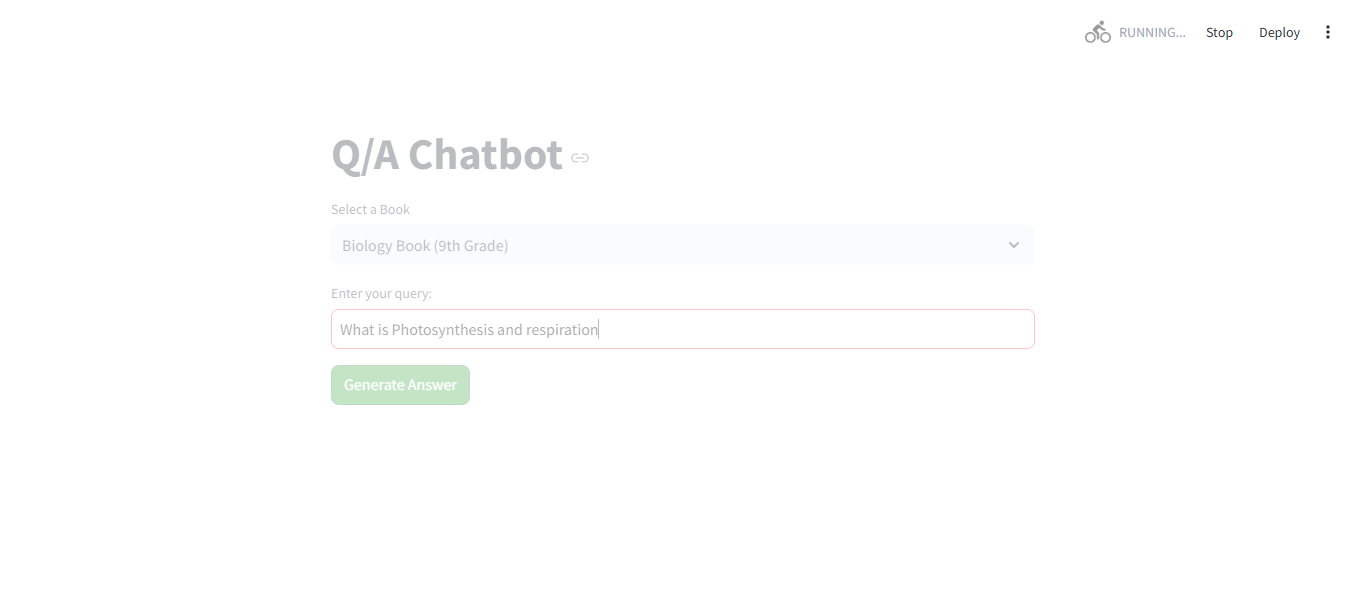 RUNNING... Stop Deploy
Q/A Chatbot
Select a Book
Biology Book (9th Grade)
Enter your query:
What is Photosynthesis and respiration
Generate Answer